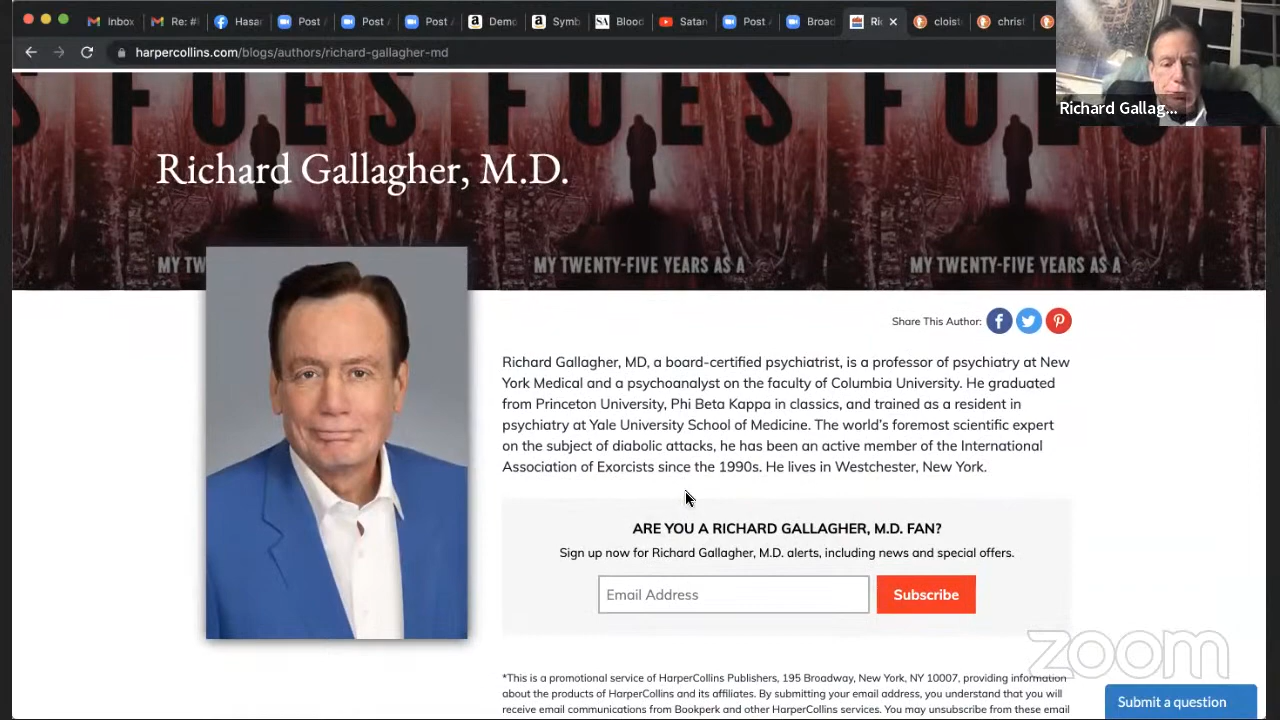 Inbox
Re: #
Hasar
Post
Post
Post
Demo
Symb
SA
Blood
Satan
Post
Broad
Ri
cloist
christ
harpercollins.com/blogs/authors/richard-gallagher-md
Richard Gallag...
FOES FOES
Richard Gallagher, M.D.
MY TW MY TWENTY-FIVE YEARS AS A MY TWENTY-FIVE YEARS AS A
Share This Author:
Richard Gallagher, MD, a board-certified psychiatrist, is a professor of psychiatry at New
York Medical and a psychoanalyst on the faculty of Columbia University. He graduated
from Princeton University, Phi Beta Kappa in classics, and trained as a resident in
psychiatry at Yale University School of Medicine. The world's foremost scientific expert
on the subject of diabolic attacks, he has been an active member of the International
Association of Exorcists since the 1990s. He lives in Westchester, New York.
ARE YOU A RICHARD GALLAGHER, M.D. FAN?
Sign up now for Richard Gallagher, M.D. alerts, including news and special offers.
Email Address
Subscribe
zoom
*This is a promotional service of HarperCollins Publishers, 195 Broadway, New York, NY 10007, providing information
about the products of HarperCollins and its affiliates. By submitting your email address, you understand that you will
receive email communications from Bookperk and other HarperCollins services. You may unsubscribe from these email
Submit a question